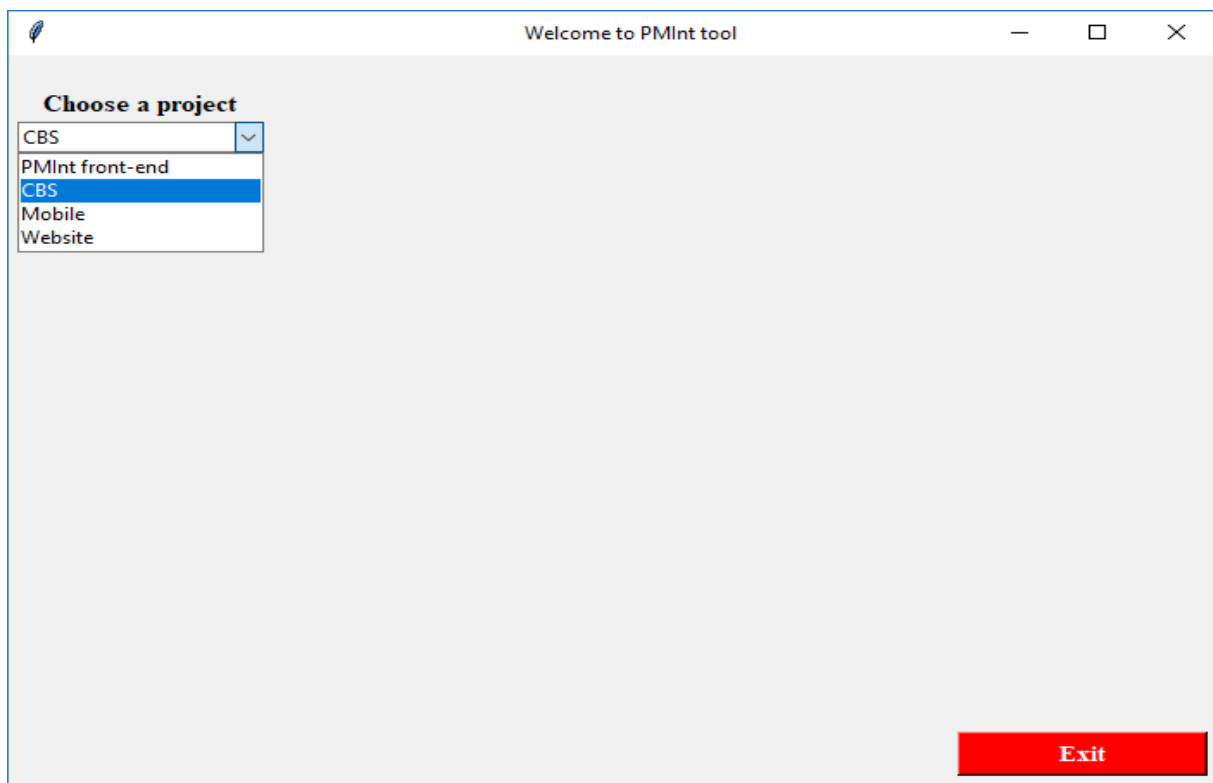 Welcome to PMInt tool
Choose a project
CBS
PMInt front-end
CBS
Mobile
Website
Exit